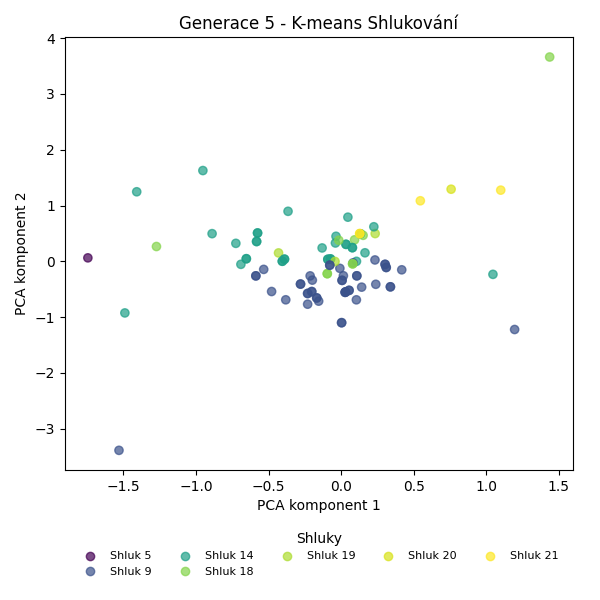 Generace 5 - K-means Shlukování
PCA komponent 2
4
3
2
1
0
−1
−2
−3
−1.5 −1.0 −0.5 0.0 0.5 1.0 1.5
PCA komponent 1
Shluky
Shluk 5 Shluk 14 Shluk 19 Shluk 20 Shluk 21
Shluk 9 Shluk 18